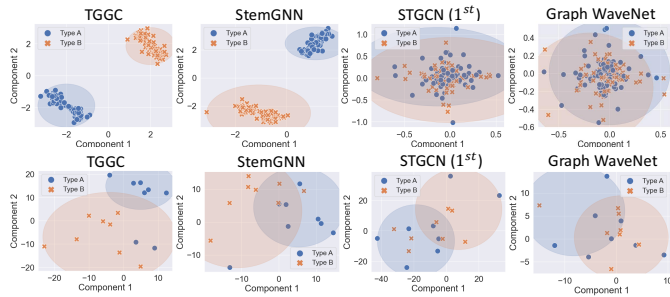 TGGC
StemGNN
STGCN (1st)
Graph WaveNet
Component 2
2
0
−2
−2
0
2
Component 1
Type A
Type B
Component 2
2
0
−2
−2
0
Component 1
Type A
Type B
Component 2
1.0
0.5
0.0
−0.5
−1.0
−0.5
0.0
0.5
Component 1
Type A
Type B
Component 2
0.4
0.2
0.0
−0.2
−0.4
−0.6
−0.5
0.0
0.5
Component 1
Type A
Type B
TGGC
StemGNN
STGCN (1st)
Graph WaveNet
Component 2
20
10
0
−10
−20
−20
−10
0
10
Component 1
Type A
Type B
Component 2
10
0
−10
−20
−10
0
10
Component 1
Type A
Type B
Component 2
20
0
−20
−40
−20
0
20
Component 1
Type A
Type B
Component 2
10
5
0
−5
−10
0
10
Component 1
Type A
Type B